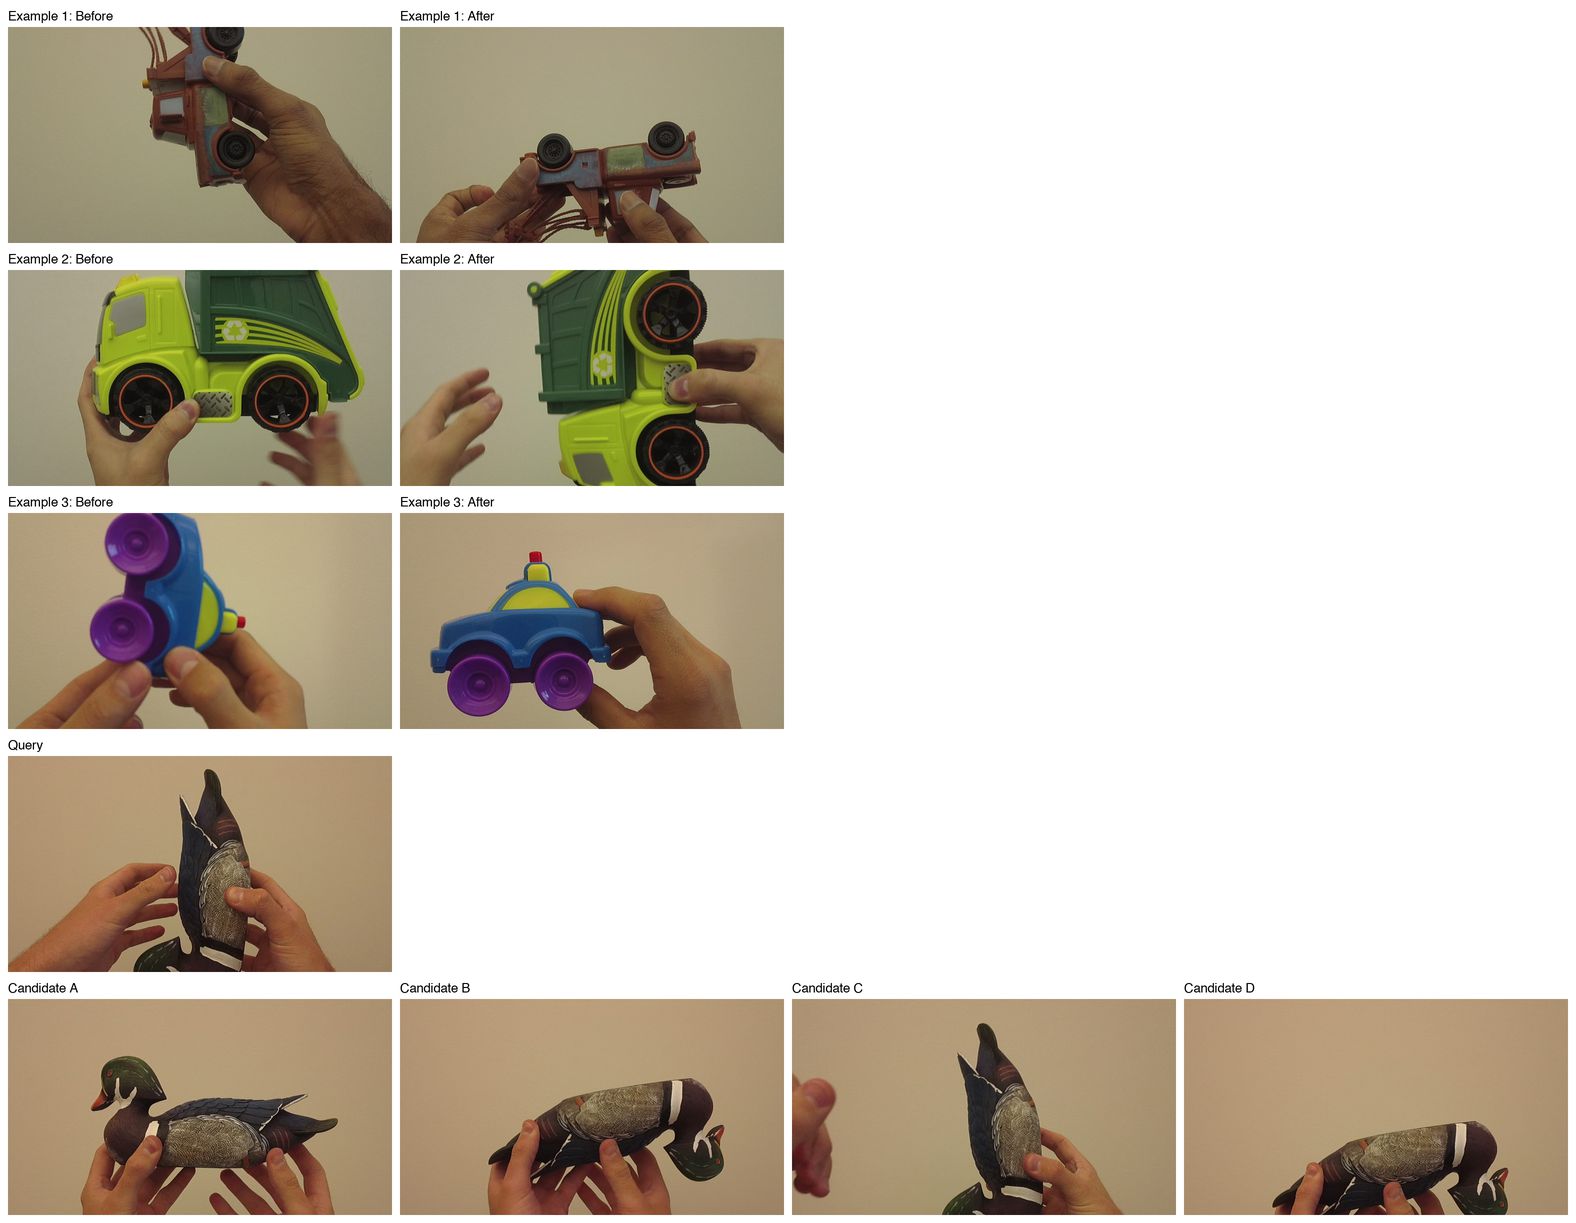 Example 1: Before
Example 1: After
Example 2: Before
Example 2: After
Example 3: Before
Example 3: After
Query
Candidate A
Candidate B
Candidate C
Candidate D